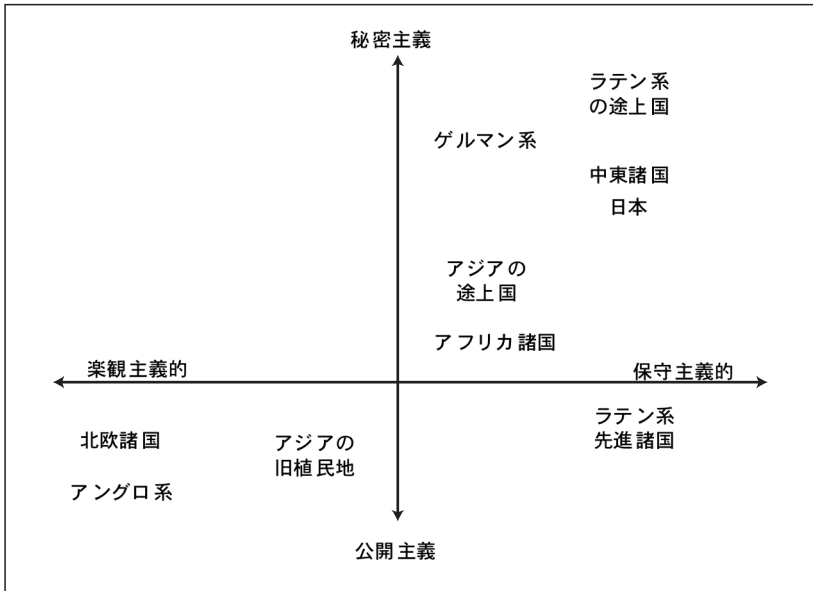 秘密主義
ラテン系
の途上国
ゲルマン系
中東諸国
日本
アジアの
途上国
アフリカ諸国
楽観主義的
保守主義的
ラテン系
先進諸国
北欧諸国
アジアの
旧植民地
アングロ系
公開主義